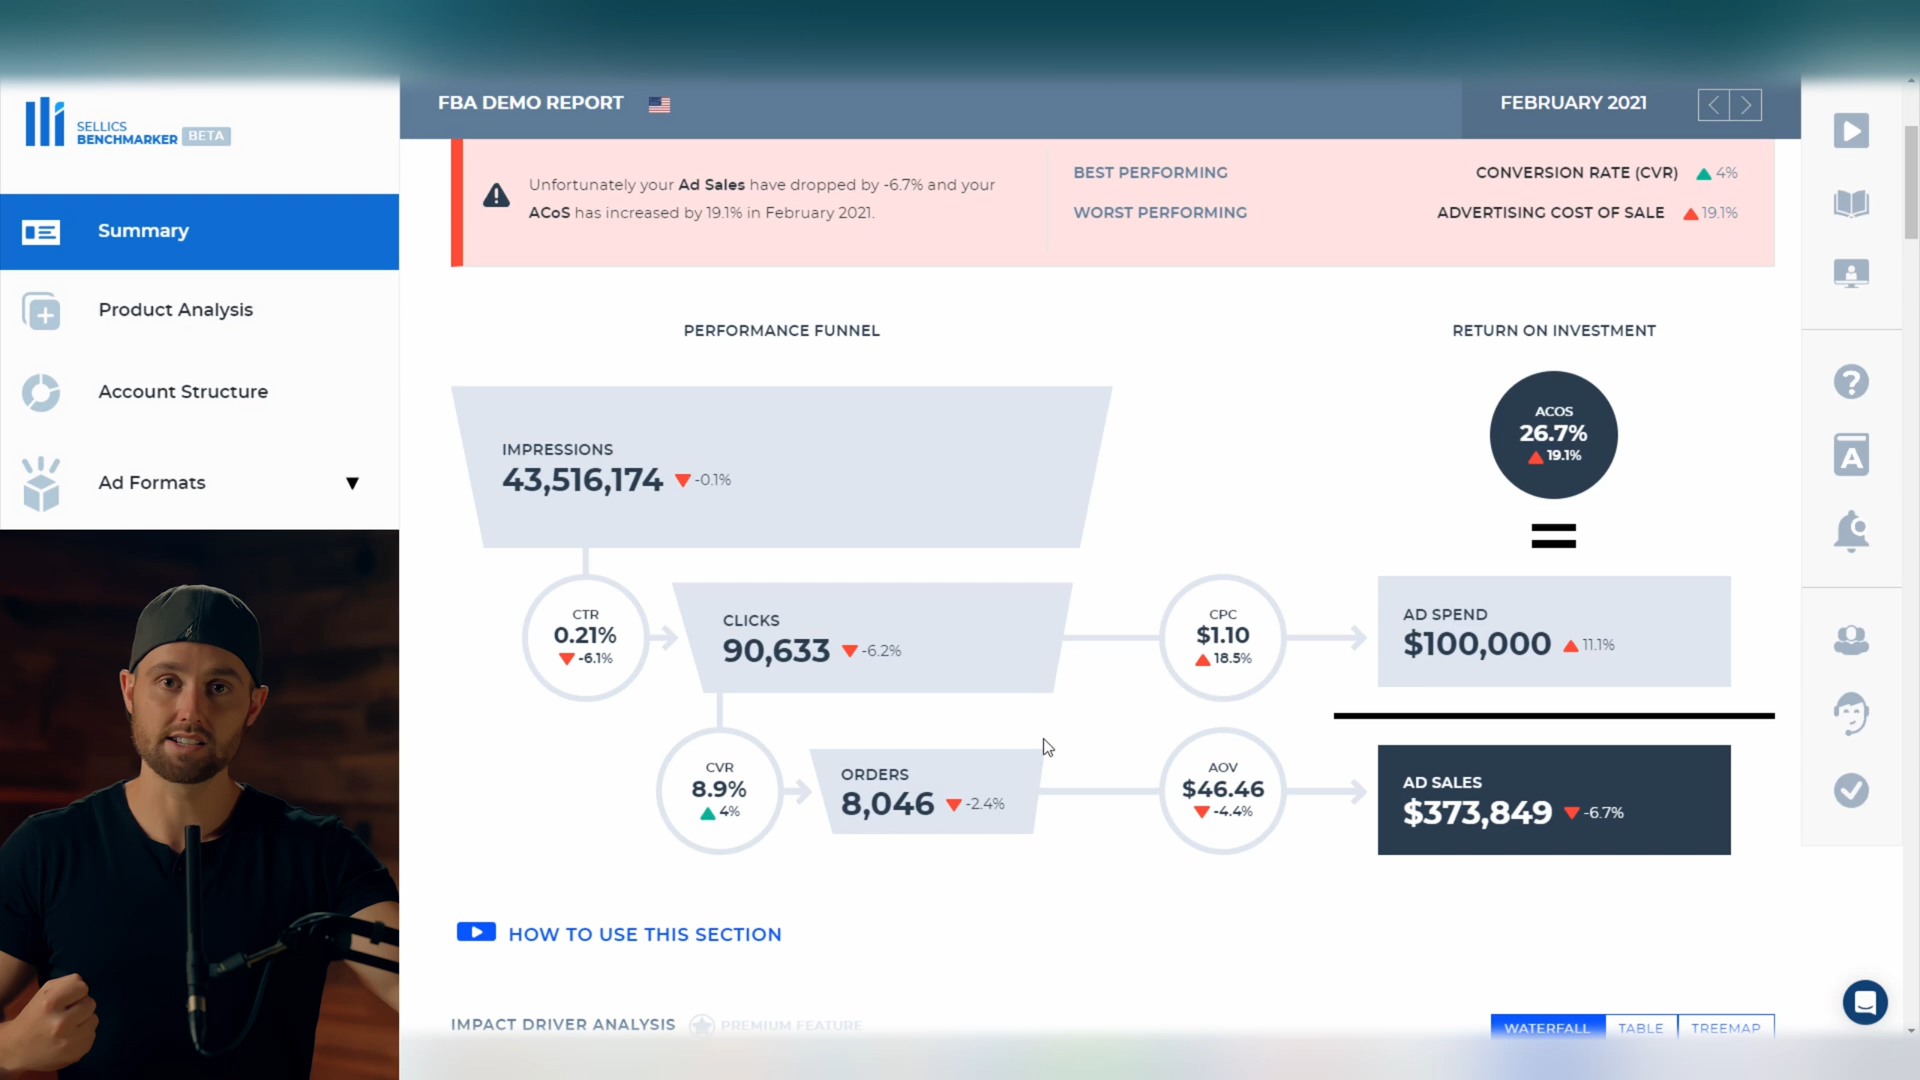 SELLICS
BENCHMARKER BETA
Summary
Product Analysis
Account Structure
Ad Formats
FBA DEMO REPORT
FEBRUARY 2021
Unfortunately your Ad Sales have dropped by -6.7% and your
ACoS has increased by 19.1% in February 2021.
BEST PERFORMING
CONVERSION RATE (CVR) 4%
WORST PERFORMING
ADVERTISING COST OF SALE 19.1%
PERFORMANCE FUNNEL
RETURN ON INVESTMENT
IMPRESSIONS
43,516,174 -0.1%
ACOS
26.7%
19.1%
=
CTR
0.21%
-6.1%
CLICKS
90,633 -6.2%
CPC
$1.10
18.5%
AD SPEND
$100,000 11.1%
CVR
8.9%
4%
ORDERS
8,046 -2.4%
AOV
$46.46
-4.4%
AD SALES
$373,849 -6.7%
HOW TO USE THIS SECTION
IMPACT DRIVER ANALYSIS PREMIUM FEATURE
WATERFALL TABLE TREEMAP
?
A